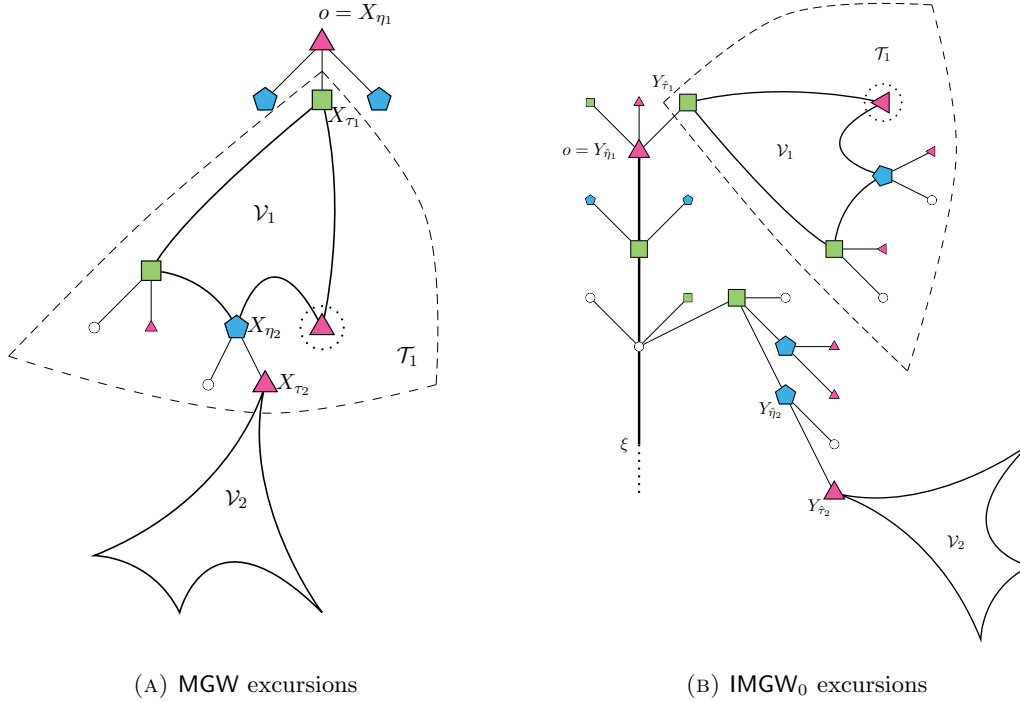 o = X_{η_1}
X_{τ_1}
𝒱_1
X_{η_2}
𝒯_1
X_{τ_2}
𝒱_2
(A) MGW excursions
𝒯_1
Y_{τ̂_1}
o = Y_{η̂_1}
𝒱_1
Y_{η̂_2}
ξ
Y_{τ̂_2}
𝒱_2
(B) IMGW_0 excursions